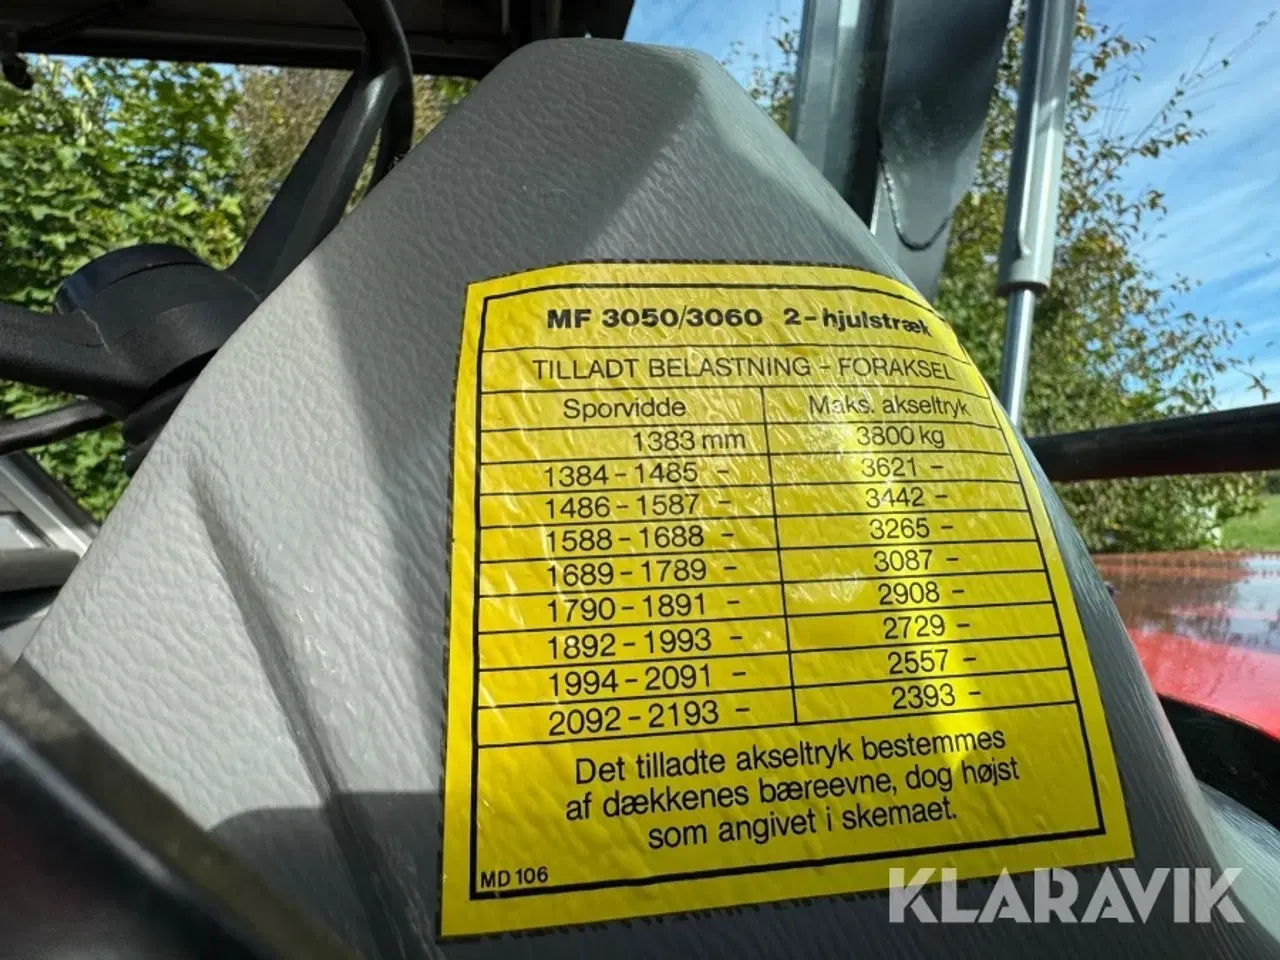 MF 3050/3060 2-hjulstræk
TILLADT BELASTNING - FORAKSEL
Sporvidde Maks. akseltryk
1383 mm 3800 kg
1384-1485 - 3621 -
1486-1587 - 3442 -
1588-1688 - 3265 -
1689-1789 - 3087 -
1790-1891 - 2908 -
1892-1993 - 2729 -
1994-2091 - 2557 -
2092-2193 - 2393 -
Det tilladte akseltryk bestemmes
af dækkenes bæreevne, dog højst
som angivet i skemaet.
MD 106
KLARAVIK